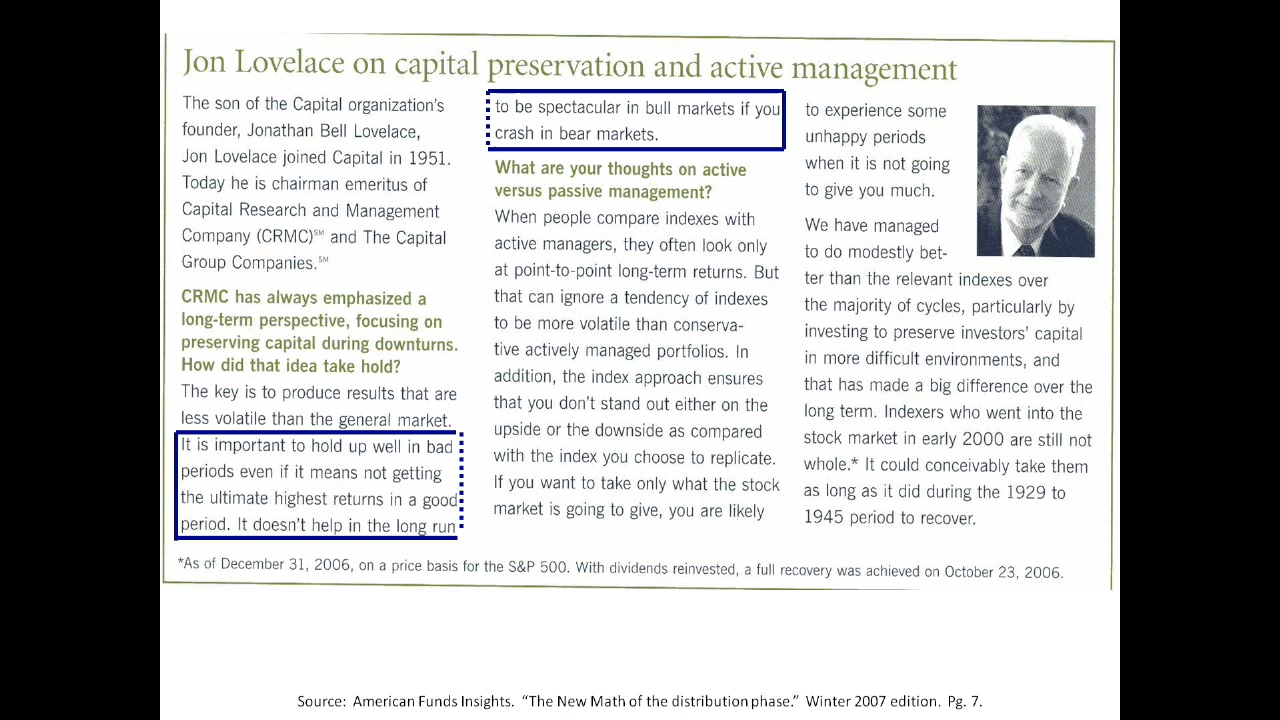 Jon Lovelace on capital preservation and active management
The son of the Capital organization's
founder, Jonathan Bell Lovelace,
Jon Lovelace joined Capital in 1951.
Today he is chairman emeritus of
Capital Research and Management
Company (CRMC)℠ and The Capital
Group Companies.℠
CRMC has always emphasized a
long-term perspective, focusing on
preserving capital during downturns.
How did that idea take hold?
The key is to produce results that are
less volatile than the general market.
It is important to hold up well in bad
periods even if it means not getting
the ultimate highest returns in a good
period. It doesn't help in the long run
to be spectacular in bull markets if you
crash in bear markets.
What are your thoughts on active
versus passive management?
When people compare indexes with
active managers, they often look only
at point-to-point long-term returns. But
that can ignore a tendency of indexes
to be more volatile than conserva-
tive actively managed portfolios. In
addition, the index approach ensures
that you don't stand out either on the
upside or the downside as compared
with the index you choose to replicate.
If you want to take only what the stock
market is going to give, you are likely
to experience some
unhappy periods
when it is not going
to give you much.
We have managed
to do modestly bet-
ter than the relevant indexes over
the majority of cycles, particularly by
investing to preserve investors' capital
in more difficult environments, and
that has made a big difference over the
long term. Indexers who went into the
stock market in early 2000 are still not
whole.* It could conceivably take them
as long as it did during the 1929 to
1945 period to recover.
*As of December 31, 2006, on a price basis for the S&P 500. With dividends reinvested, a full recovery was achieved on October 23, 2006.
Source: American Funds Insights. “The New Math of the distribution phase.” Winter 2007 edition. Pg. 7.